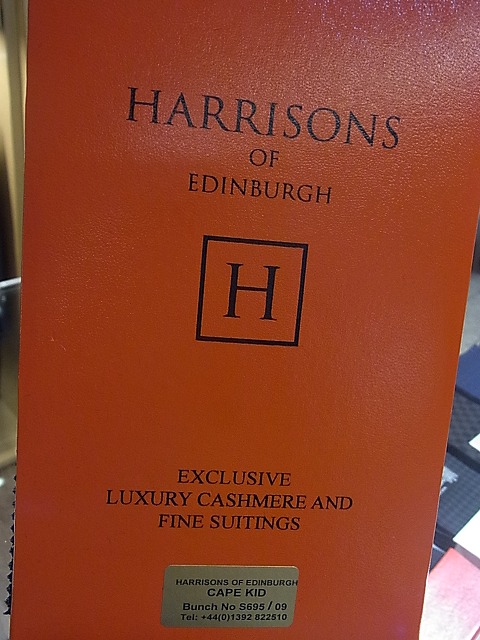 HARRISONS
OF
EDINBURGH
H
EXCLUSIVE
LUXURY CASHMERE AND
FINE SUITINGS
HARRISONS OF EDINBURGH
CAPE KID
Bunch No S695 / 09
Tel: +44(0)1392 822510